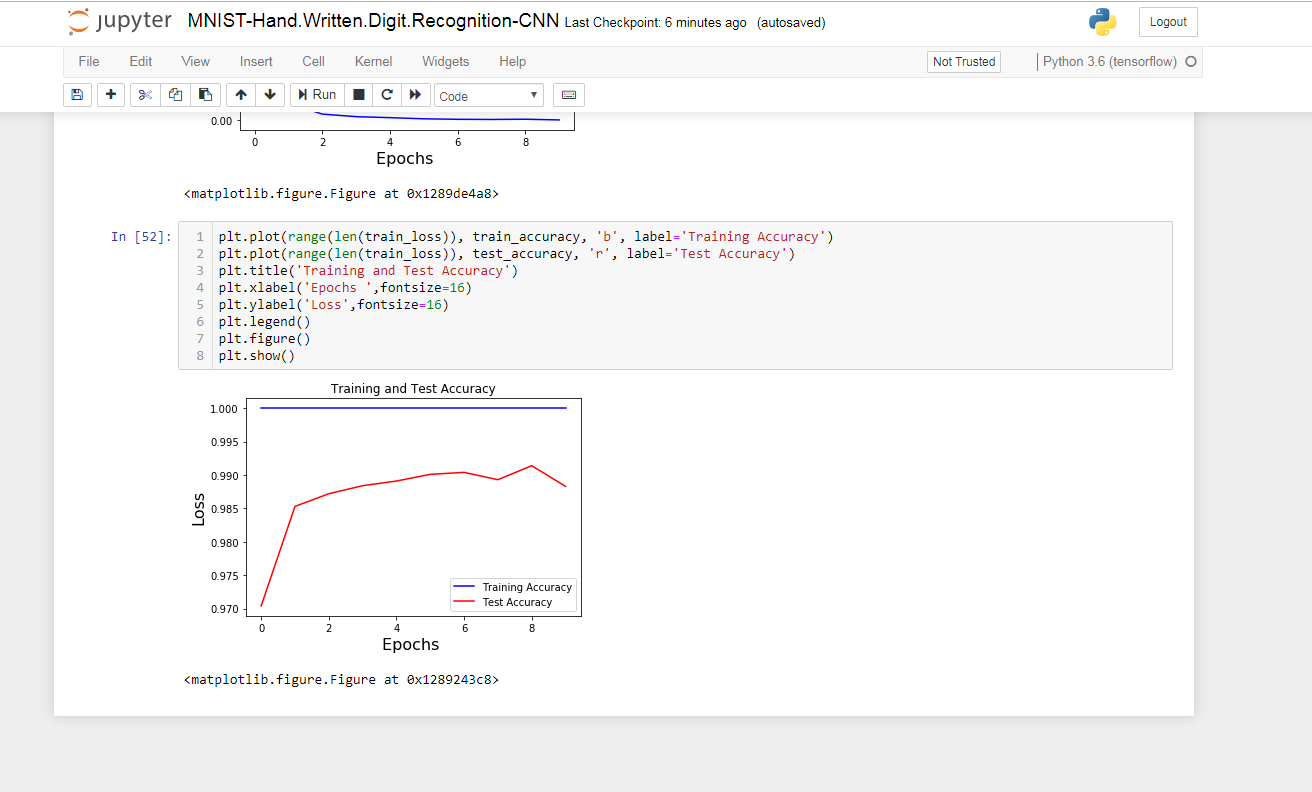 jupyter MNIST-Hand.Written.Digit.Recognition-CNN Last Checkpoint: 6 minutes ago (autosaved) Logout
File Edit View Insert Cell Kernel Widgets Help Not Trusted Python 3.6 (tensorflow)
Run Code
0.00
0 2 4 6 8
Epochs
<matplotlib.figure.Figure at 0x1289de4a8>
In [52]:
1 plt.plot(range(len(train_loss)), train_accuracy, 'b', label='Training Accuracy')
2 plt.plot(range(len(train_loss)), test_accuracy, 'r', label='Test Accuracy')
3 plt.title('Training and Test Accuracy')
4 plt.xlabel('Epochs ',fontsize=16)
5 plt.ylabel('Loss',fontsize=16)
6 plt.legend()
7 plt.figure()
8 plt.show()
Training and Test Accuracy
1.000
0.995
0.990
0.985
0.980
0.975
0.970
Loss
Training Accuracy
Test Accuracy
0 2 4 6 8
Epochs
<matplotlib.figure.Figure at 0x1289243c8>